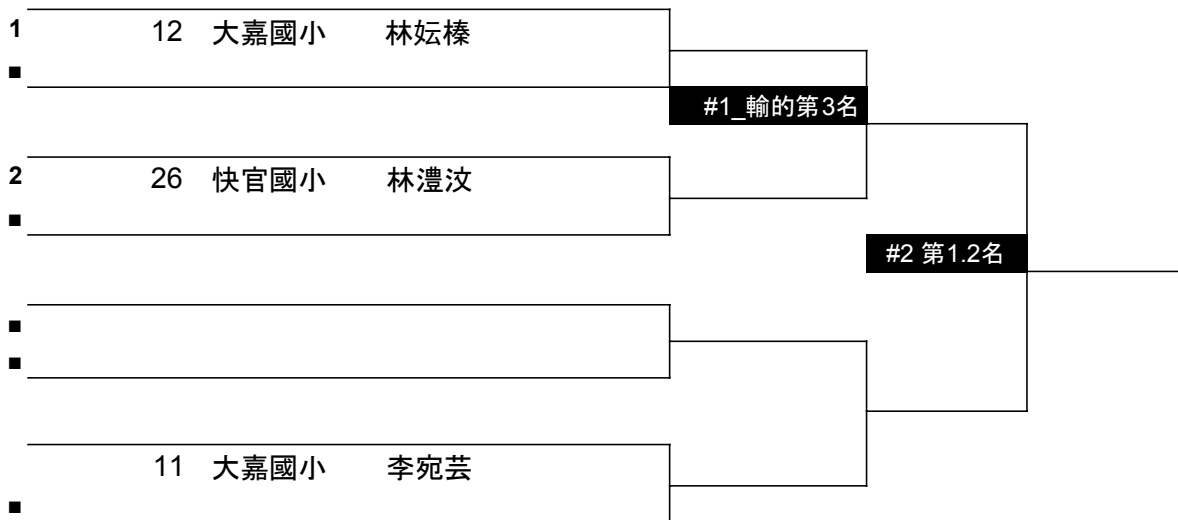 1 12 大嘉國小 林妘榛
■
#1_輸的第3名
2 26 快官國小 林澧汶
■
#2 第1.2名
■
■
11 大嘉國小 李宛芸
■